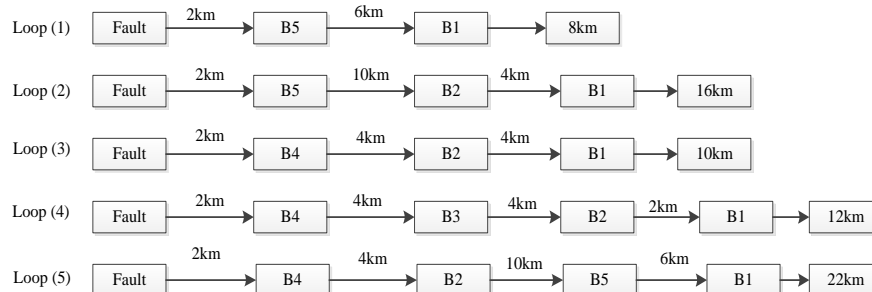 Loop (1) Fault 2km B5 6km B1 8km
Loop (2) Fault 2km B5 10km B2 4km B1 16km
Loop (3) Fault 2km B4 4km B2 4km B1 10km
Loop (4) Fault 2km B4 4km B3 4km B2 2km B1 12km
Loop (5) Fault 2km B4 4km B2 10km B5 6km B1 22km